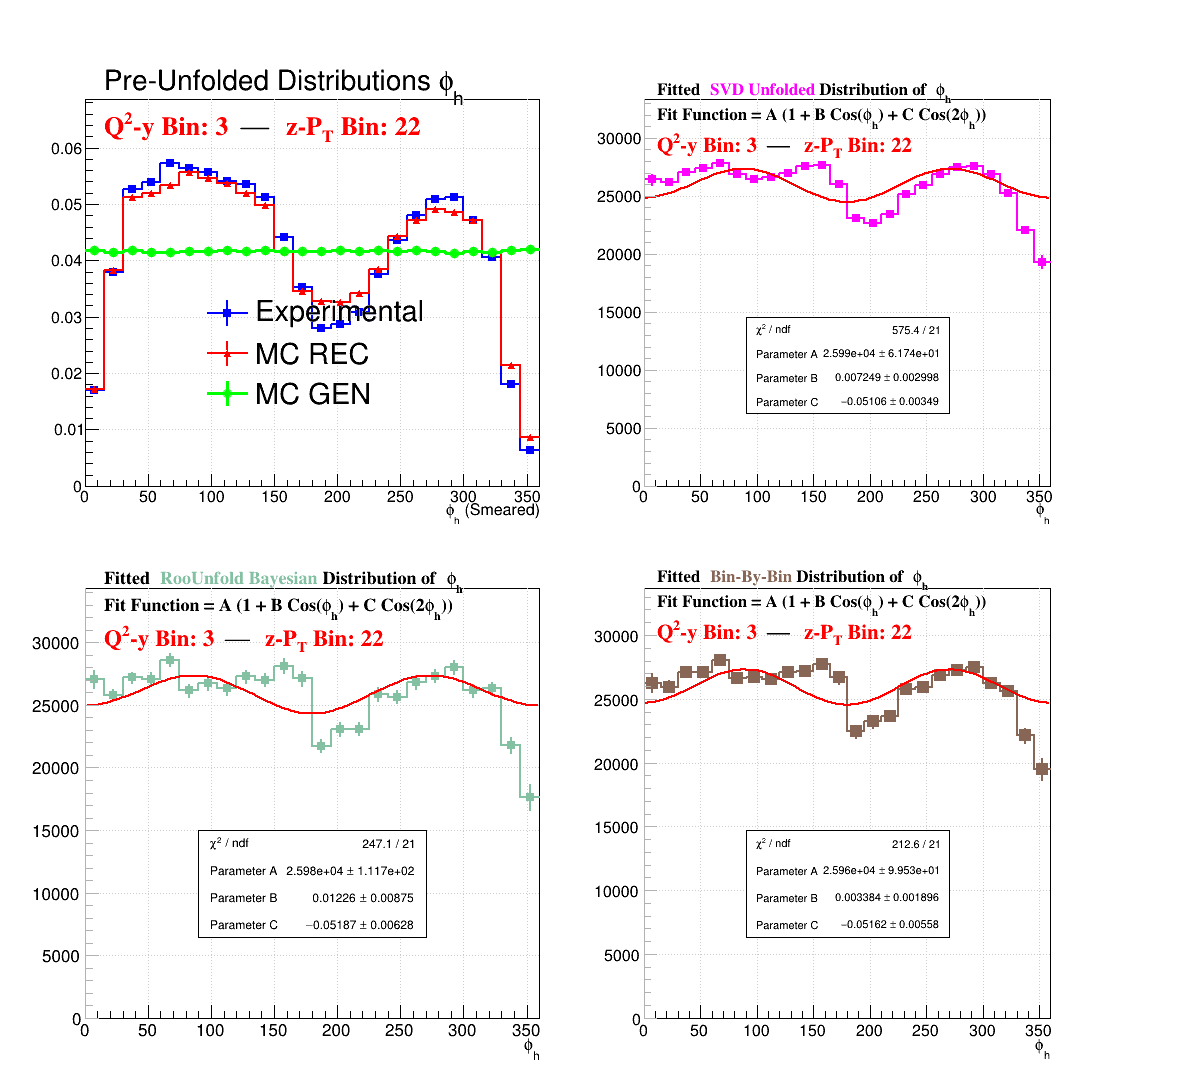 Pre-Unfolded Distributions ϕh
Q2-y Bin: 3 — z-PT Bin: 22
0.06
0.05
0.04
0.03
0.02
0.01
0
Experimental
MC REC
MC GEN
0 50 100 150 200 250 300 350
ϕh (Smeared)
Fitted SVD Unfolded Distribution of ϕh
Fit Function = A (1 + B Cos(ϕh) + C Cos(2ϕh))
Q2-y Bin: 3 — z-PT Bin: 22
30000
25000
20000
15000
10000
5000
0
χ2 / ndf 575.4 / 21
Parameter A 2.599e+04 ± 6.174e+01
Parameter B 0.007249 ± 0.002998
Parameter C −0.05106 ± 0.00349
0 50 100 150 200 250 300 350
ϕh
Fitted RooUnfold Bayesian Distribution of ϕh
Fit Function = A (1 + B Cos(ϕh) + C Cos(2ϕh))
Q2-y Bin: 3 — z-PT Bin: 22
30000
25000
20000
15000
10000
5000
0
χ2 / ndf 247.1 / 21
Parameter A 2.598e+04 ± 1.117e+02
Parameter B 0.01226 ± 0.00875
Parameter C −0.05187 ± 0.00628
0 50 100 150 200 250 300 350
ϕh
Fitted Bin-By-Bin Distribution of ϕh
Fit Function = A (1 + B Cos(ϕh) + C Cos(2ϕh))
Q2-y Bin: 3 — z-PT Bin: 22
30000
25000
20000
15000
10000
5000
0
χ2 / ndf 212.6 / 21
Parameter A 2.596e+04 ± 9.953e+01
Parameter B 0.003384 ± 0.001896
Parameter C −0.05162 ± 0.00558
0 50 100 150 200 250 300 350
ϕh